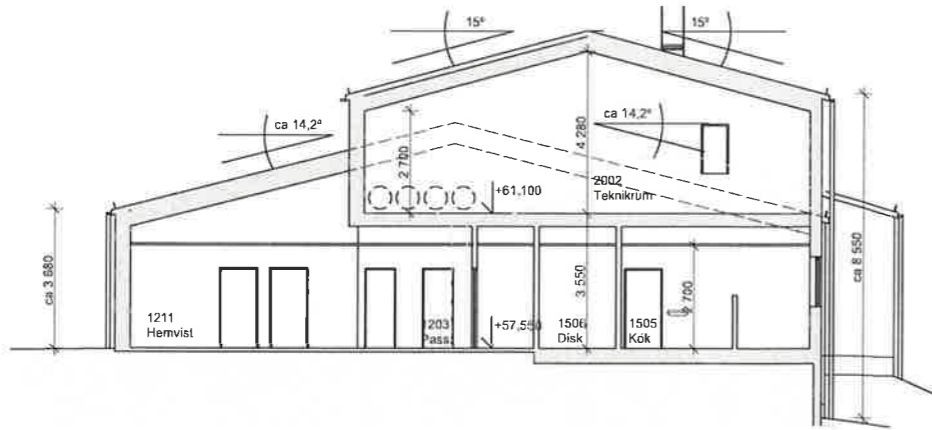 15°
15°
ca 14,2°
ca 14,2°
4 280
2 700
+61,100
2002
Teknikrum
ca 8 550
ca 3 680
3 550
2 700
1211
Hemvist
1203
Pass.
+57,550
1506
Disk
1505
Kök